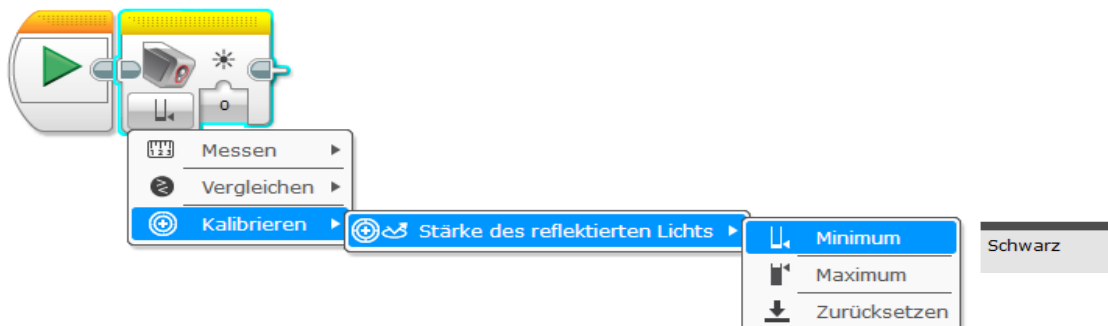 0
Messen
Vergleichen
Kalibrieren
Stärke des reflektierten Lichts
Minimum
Schwarz
Maximum
Zurücksetzen